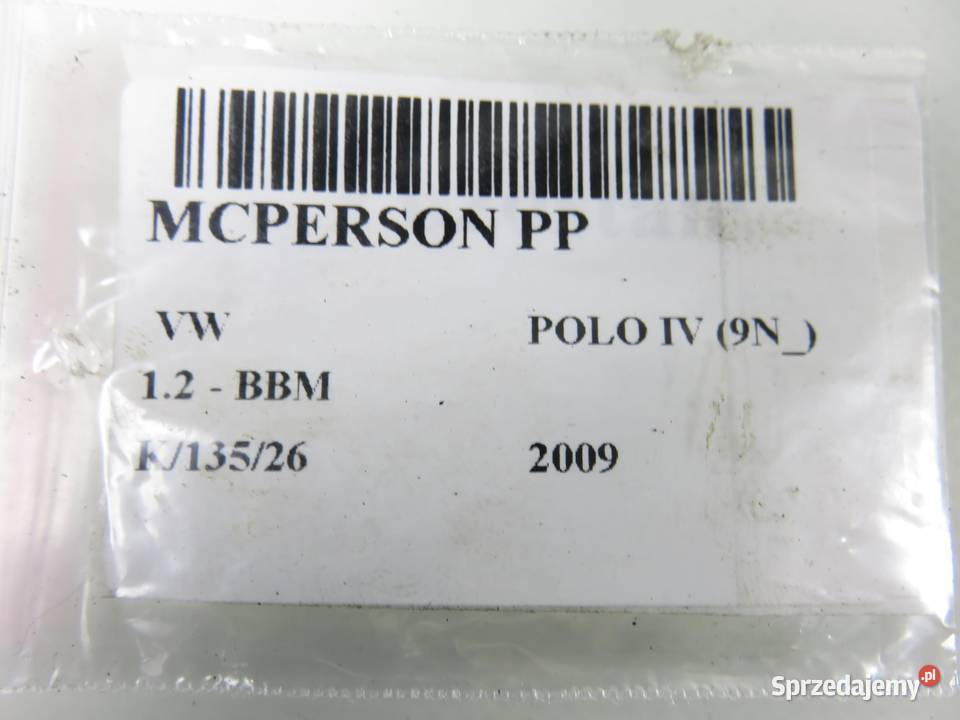 MCPERSON PP
VW POLO IV (9N_)
1.2 - BBM
K/135/26 2009
Sprzedajemy.pl